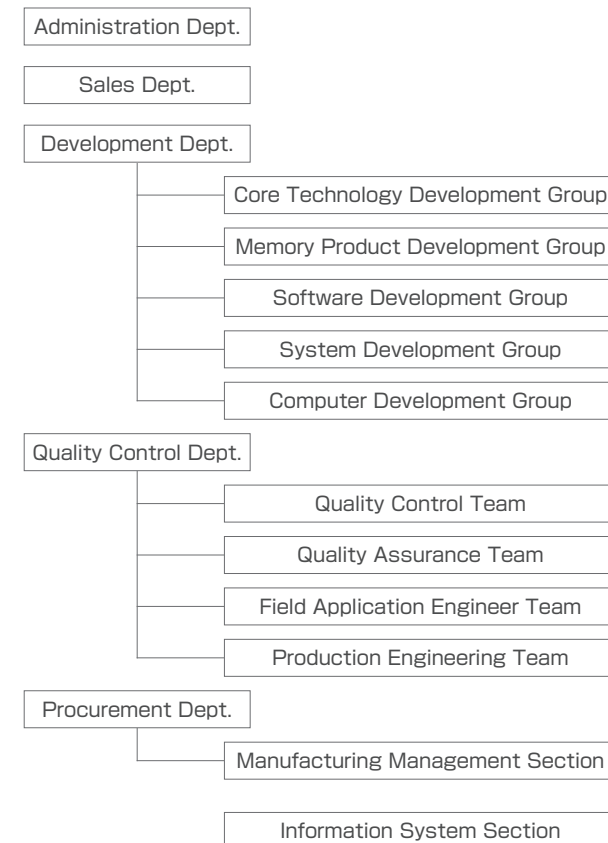 Administration Dept.
Sales Dept.
Development Dept.
Core Technology Development Group
Memory Product Development Group
Software Development Group
System Development Group
Computer Development Group
Quality Control Dept.
Quality Control Team
Quality Assurance Team
Field Application Engineer Team
Production Engineering Team
Procurement Dept.
Manufacturing Management Section
Information System Section